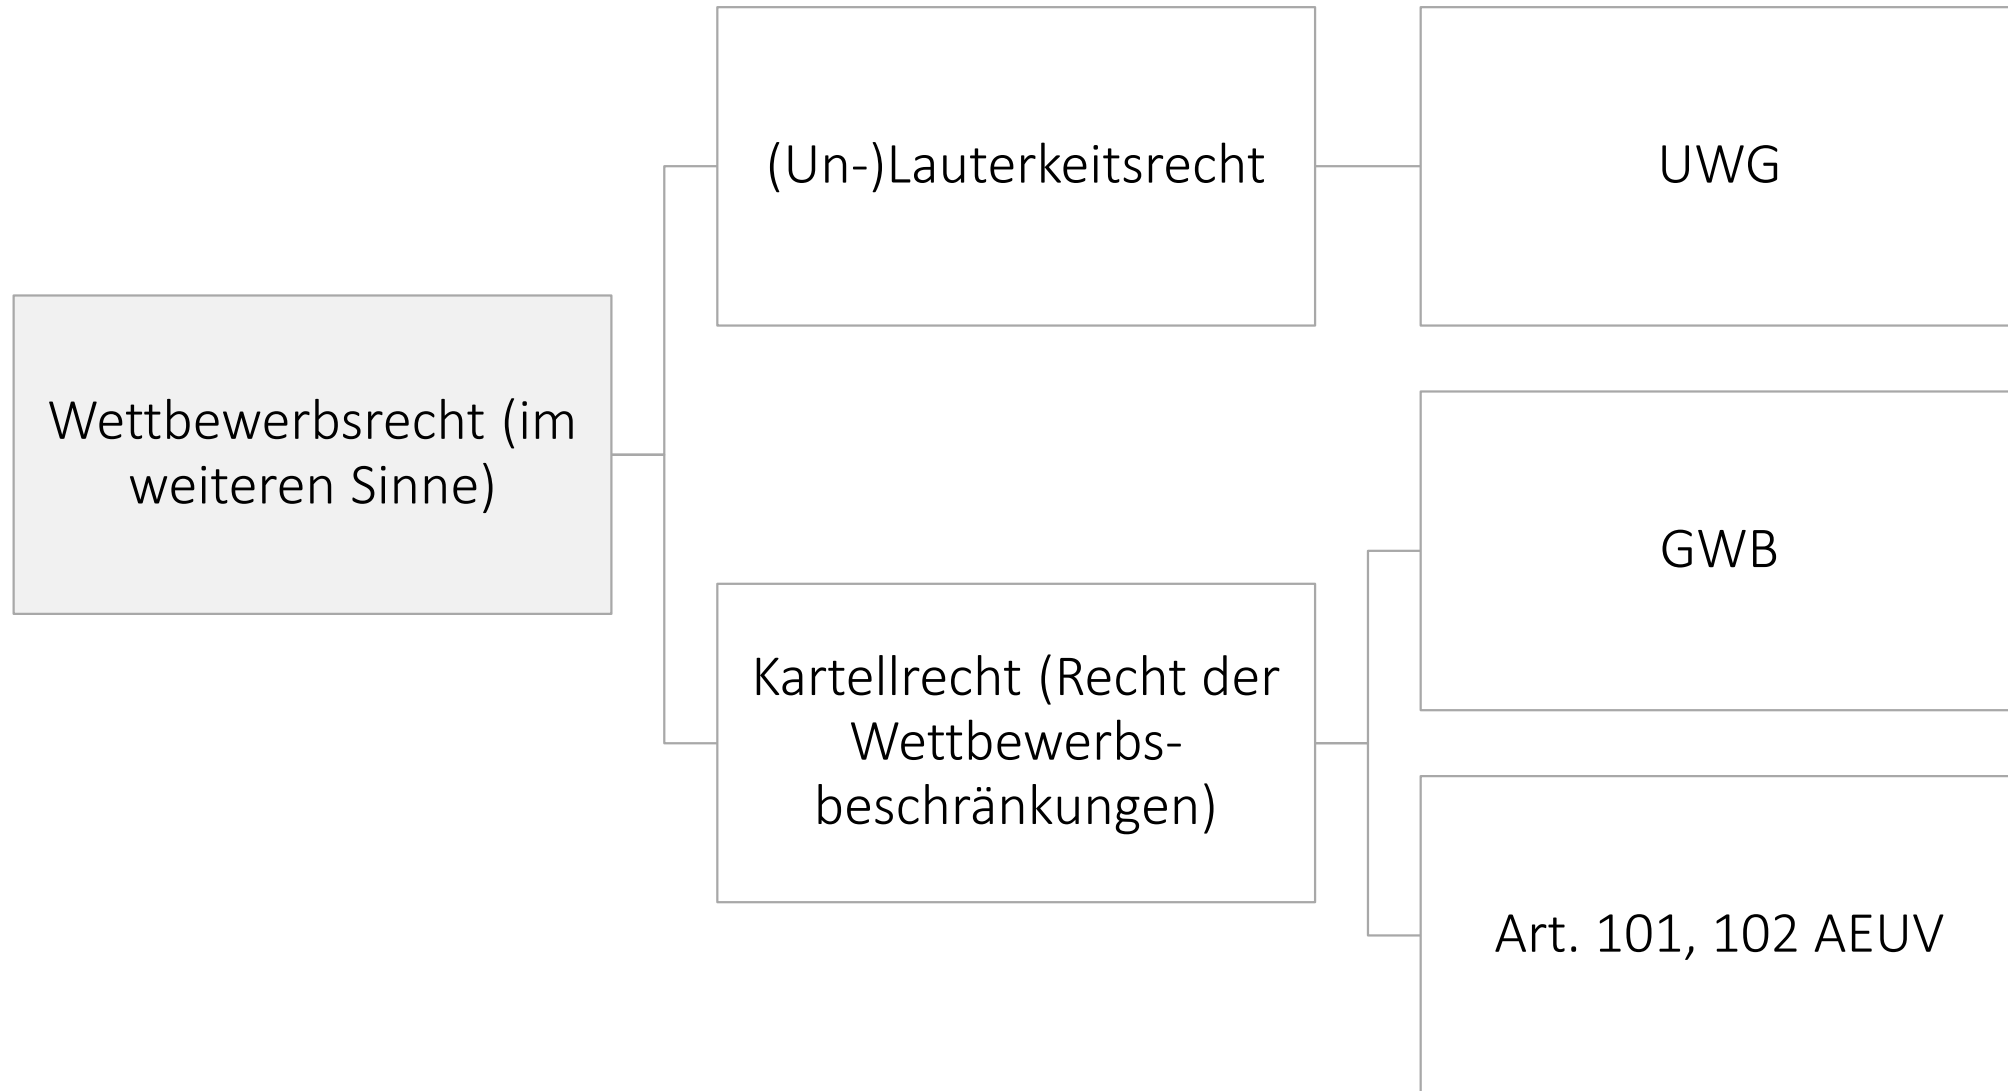 (Un-)Lauterkeitsrecht
UWG
Wettbewerbsrecht (im
weiteren Sinne)
GWB
Kartellrecht (Recht der
Wettbewerbs-
beschränkungen)
Art. 101, 102 AEUV